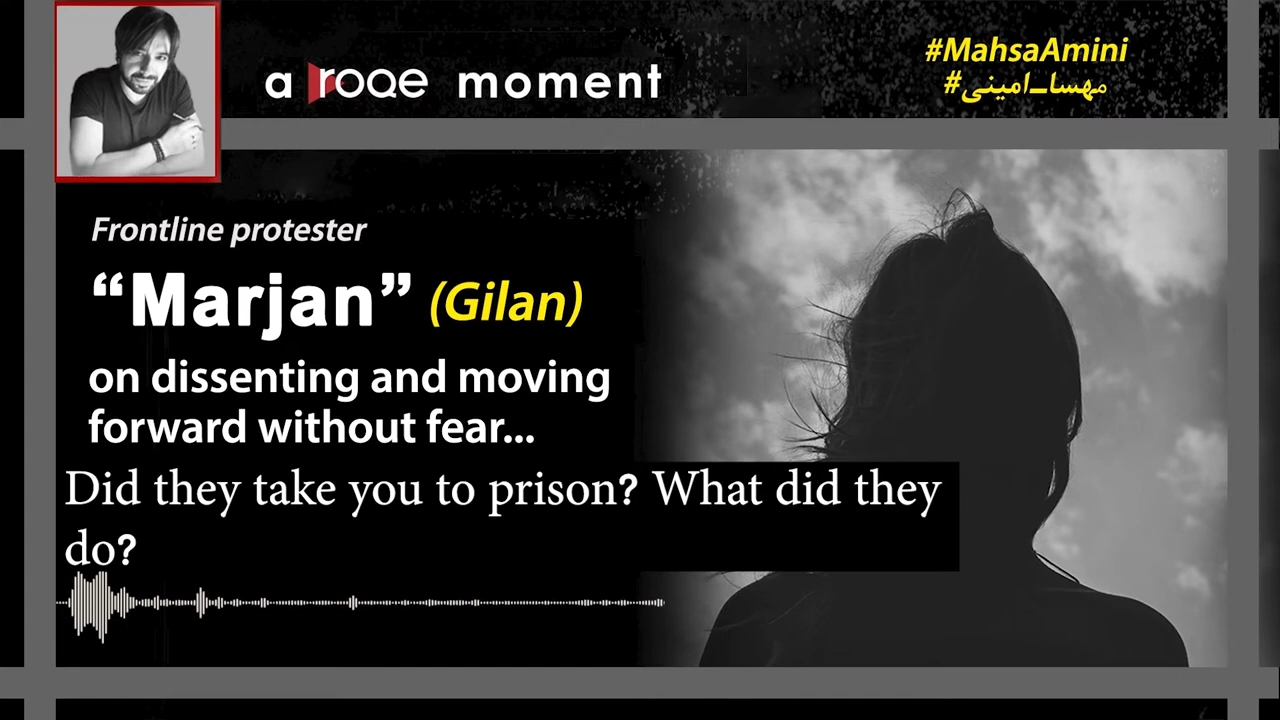 a roqe moment
#MahsaAmini
#مهسا_امینی
Frontline protester
“Marjan” (Gilan)
on dissenting and moving
forward without fear...
Did they take you to prison? What did they
do?